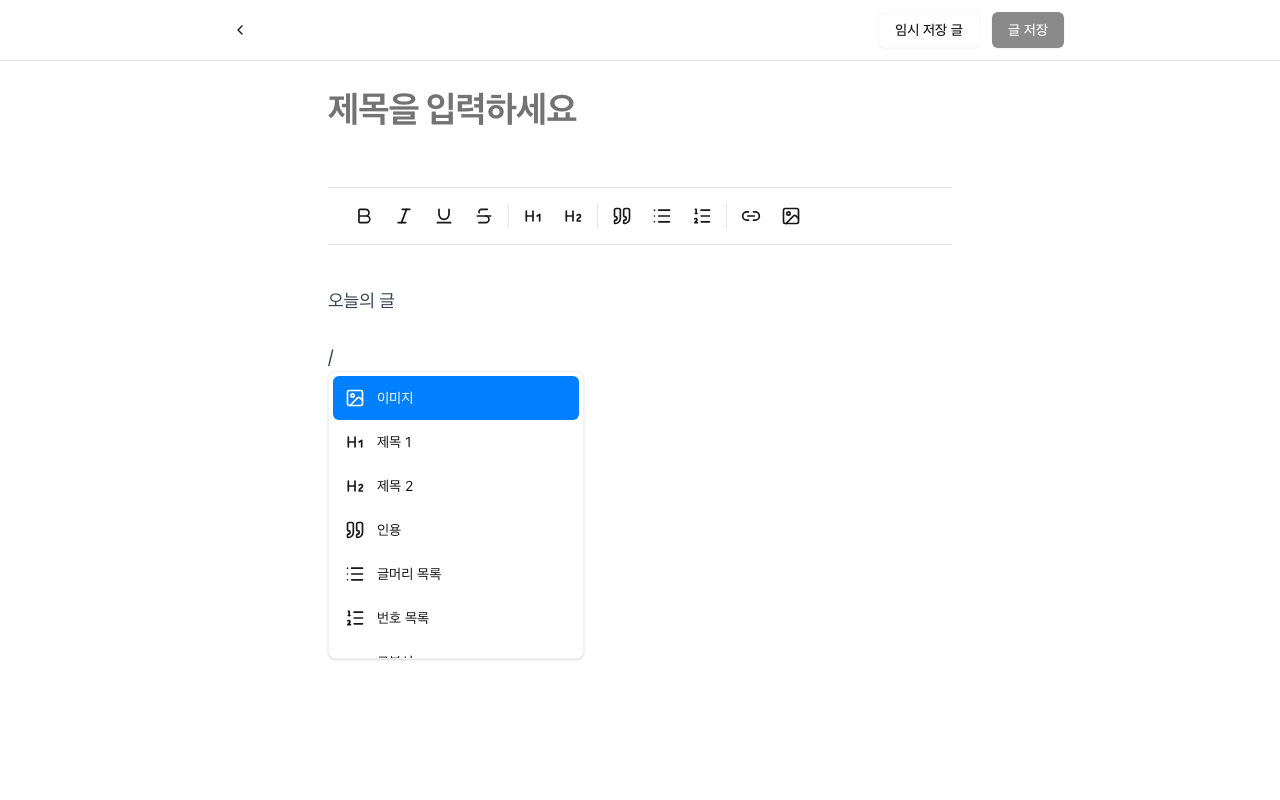 임시 저장 글
글 저장
제목을 입력하세요
오늘의 글
/
이미지
H1 제목 1
H2 제목 2
인용
글머리 목록
번호 목록